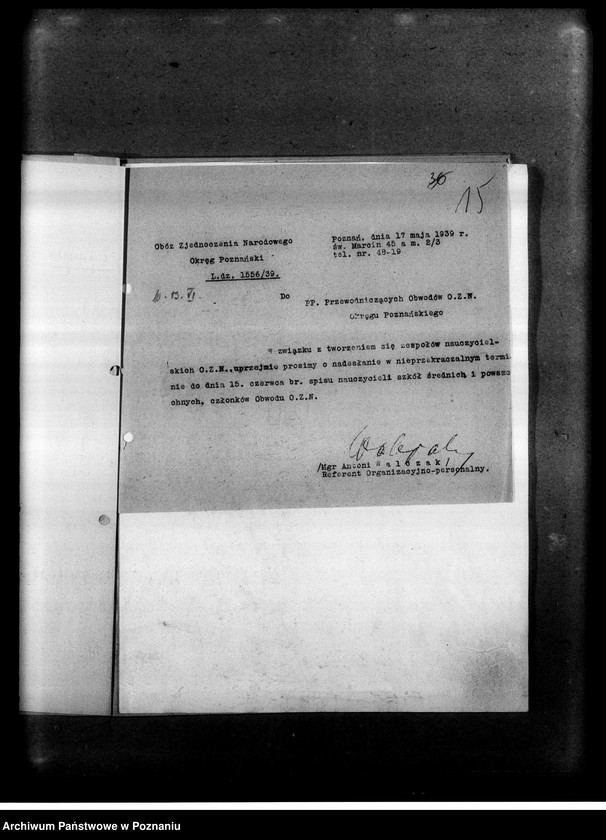 15
Obóz Zjednoczenia Narodowego
Okręg Poznański
L.dz. 1556/39.
Poznań, dnia 17 maja 1939 r.
św. Marcin 45 a m. 2/3
tel. nr. 48-19
13. VI.
Do
PP. Przewodniczących Obwodów O.Z.N.
Okręgu Poznańskiego
W związku z tworzeniem się zespołów nauczyciel-
skich O.Z.N., uprzejmie prosimy o nadesłanie w nieprzekraczalnym termi-
nie do dnia 15. czerwca br. spisu nauczycieli szkół średnich i powsze
chnych, członków Obwodu O.Z.N.
/Mgr Antoni W a l c z a k/
Referent Organizacyjno-personalny.
Archiwum Państwowe w Poznaniu